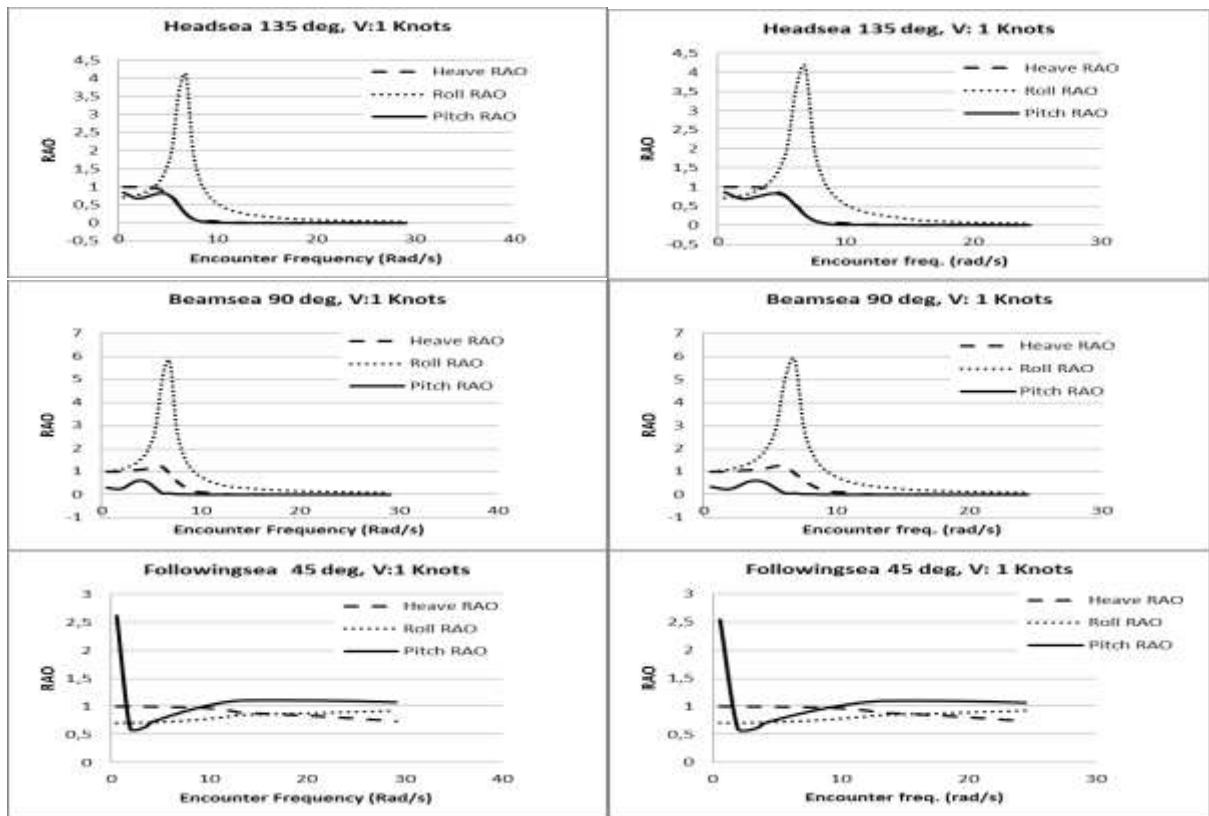 Headsea 135 deg, V:1 Knots
4,5
4
3,5
3
2,5
2
1,5
1
0,5
0
-0,5
RAO
Heave RAO
Roll RAO
Pitch RAO
0 10 20 30 40
Encounter Frequency (Rad/s)
Headsea 135 deg, V: 1 Knots
4,5
4
3,5
3
2,5
2
1,5
1
0,5
0
-0,5
RAO
Heave RAO
Roll RAO
Pitch RAO
0 10 20 30
Encounter freq. (rad/s)
Beamsea 90 deg, V:1 Knots
7
6
5
4
3
2
1
0
-1
RAO
Heave RAO
Roll RAO
Pitch RAO
0 10 20 30 40
Encounter Frequency (Rad/s)
Beamsea 90 deg, V: 1 Knots
7
6
5
4
3
2
1
0
-1
RAO
Heave RAO
Roll RAO
Pitch RAO
0 10 20 30
Encounter freq. (rad/s)
Followingsea 45 deg, V:1 Knots
3
2,5
2
1,5
1
0,5
0
RAO
Heave RAO
Roll RAO
Pitch RAO
0 10 20 30 40
Encounter Frequency (Rad/s)
Followingsea 45 deg, V: 1 Knots
3
2,5
2
1,5
1
0,5
0
RAO
Heave RAO
Roll RAO
Pitch RAO
0 10 20 30
Encounter freq. (rad/s)